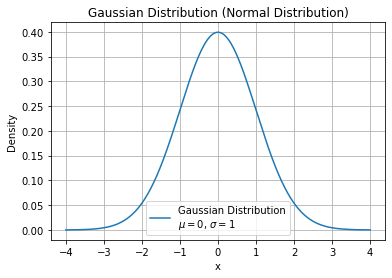 Gaussian Distribution (Normal Distribution)
Density
0.40
0.35
0.30
0.25
0.20
0.15
0.10
0.05
0.00
Gaussian Distribution
μ = 0, σ = 1
−4 −3 −2 −1 0 1 2 3 4
x